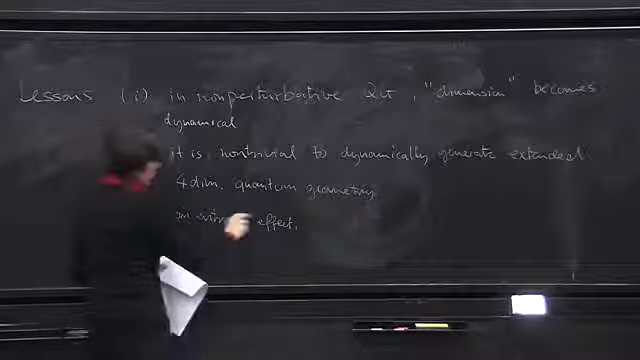 Lessons (i) in nonperturbative QG, "dimension" becomes
dynamical
it is nontrivial to dynamically generate extended
4dim. quantum geometry
effect.